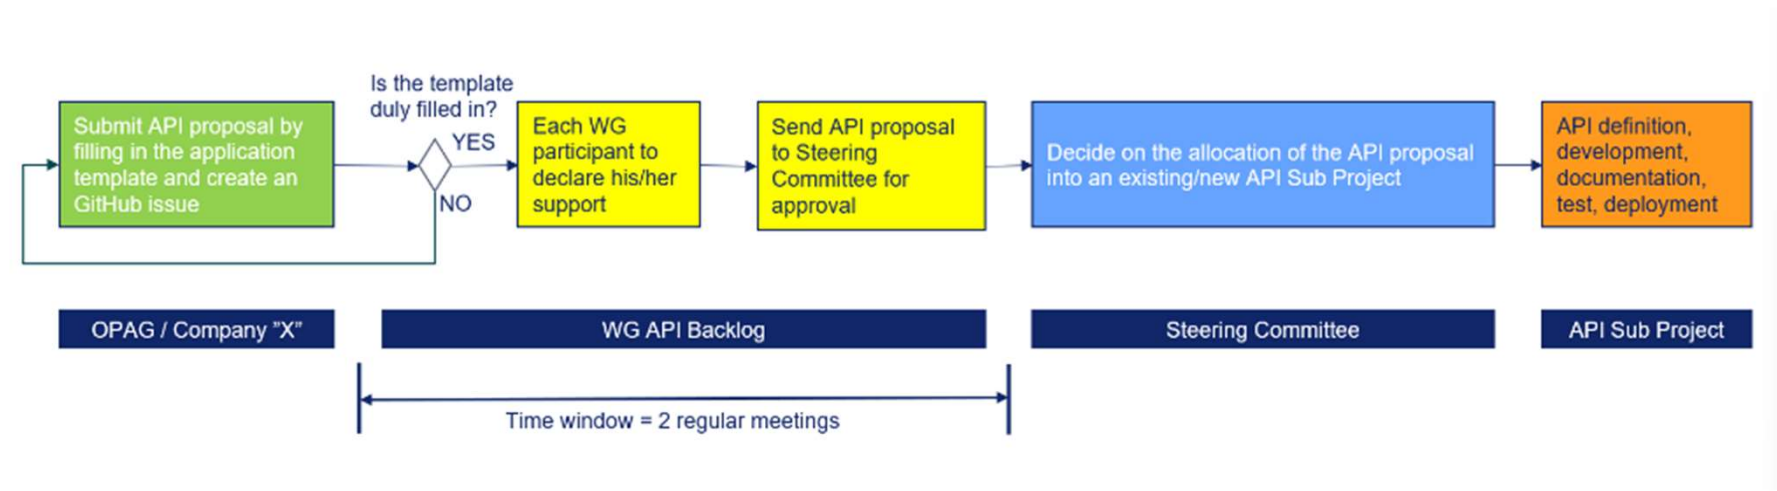 Is the template
duly filled in?
Submit API proposal by
filling in the application
template and create an
GitHub issue
YES
NO
Each WG
participant to
declare his/her
support
Send API proposal
to Steering
Committee for
approval
Decide on the allocation of the API proposal
into an existing/new API Sub Project
API definition,
development,
documentation,
test, deployment
OPAG / Company ”X”
WG API Backlog
Steering Committee
API Sub Project
Time window = 2 regular meetings